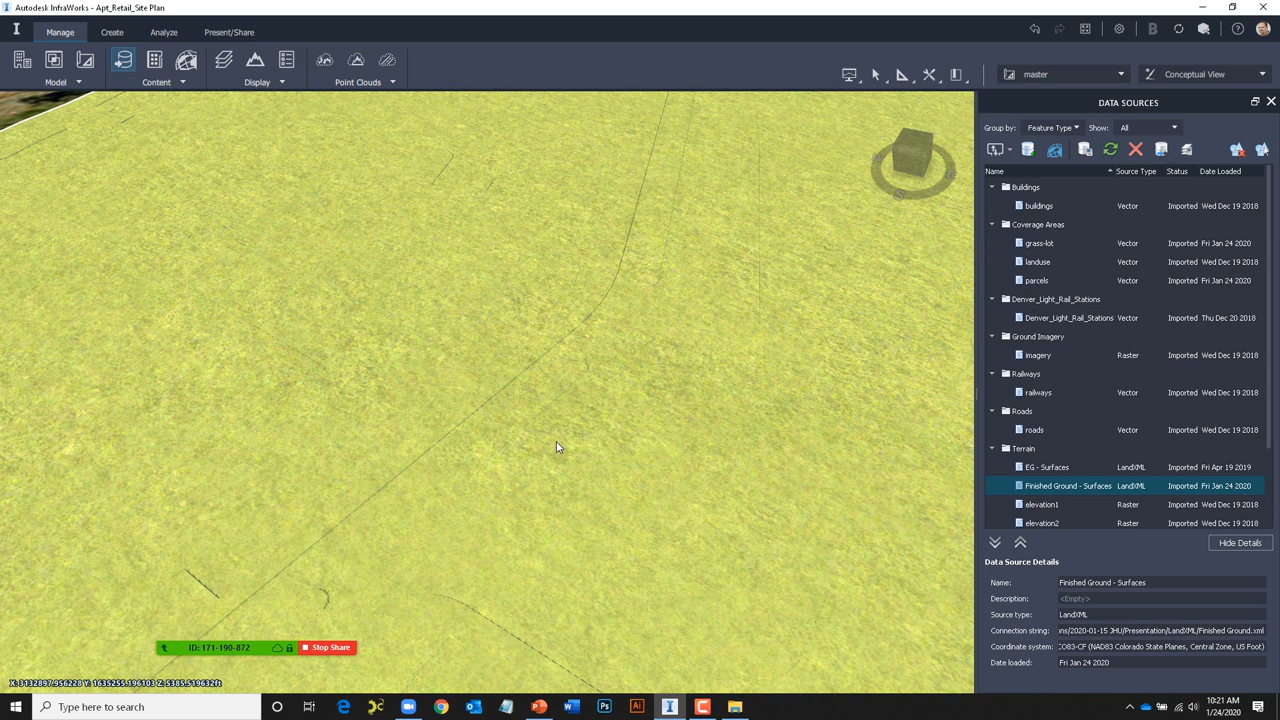 Autodesk InfraWorks - Apt_Retail_Site Plan
Manage Create Analyze Present/Share
Model Content Display Point Clouds
master
Conceptual View
DATA SOURCES
Group by: Feature Type Show: All
Name Source Type Status Date Loaded
Buildings
buildings Vector Imported Wed Dec 19 2018
Coverage Areas
grass-lot Vector Imported Fri Jan 24 2020
landuse Vector Imported Wed Dec 19 2018
parcels Vector Imported Fri Jan 24 2020
Denver_Light_Rail_Stations
Denver_Light_Rail_Stations Vector Imported Thu Dec 20 2018
Ground Imagery
imagery Raster Imported Wed Dec 19 2018
Railways
railways Vector Imported Wed Dec 19 2018
Roads
roads Vector Imported Wed Dec 19 2018
Terrain
EG - Surfaces LandXML Imported Fri Apr 19 2019
Finished Ground - Surfaces LandXML Imported Fri Jan 24 2020
elevation1 Raster Imported Wed Dec 19 2018
elevation2 Raster Imported Wed Dec 19 2018
Hide Details
Data Source Details
Name: Finished Ground - Surfaces
Description: <Empty>
Source type: LandXML
Connection string: ns/2020-01-15 JHU/Presentation/LandXML/Finished Ground.xml
Coordinate system: CO83-CF (NAD83 Colorado State Planes, Central Zone, US Foot)
Date loaded: Fri Jan 24 2020
ID: 171-190-872 Stop Share
X: 3132897.956228 Y: 1635255.196103 Z: 5385.519632ft
Type here to search
10:21 AM
1/24/2020